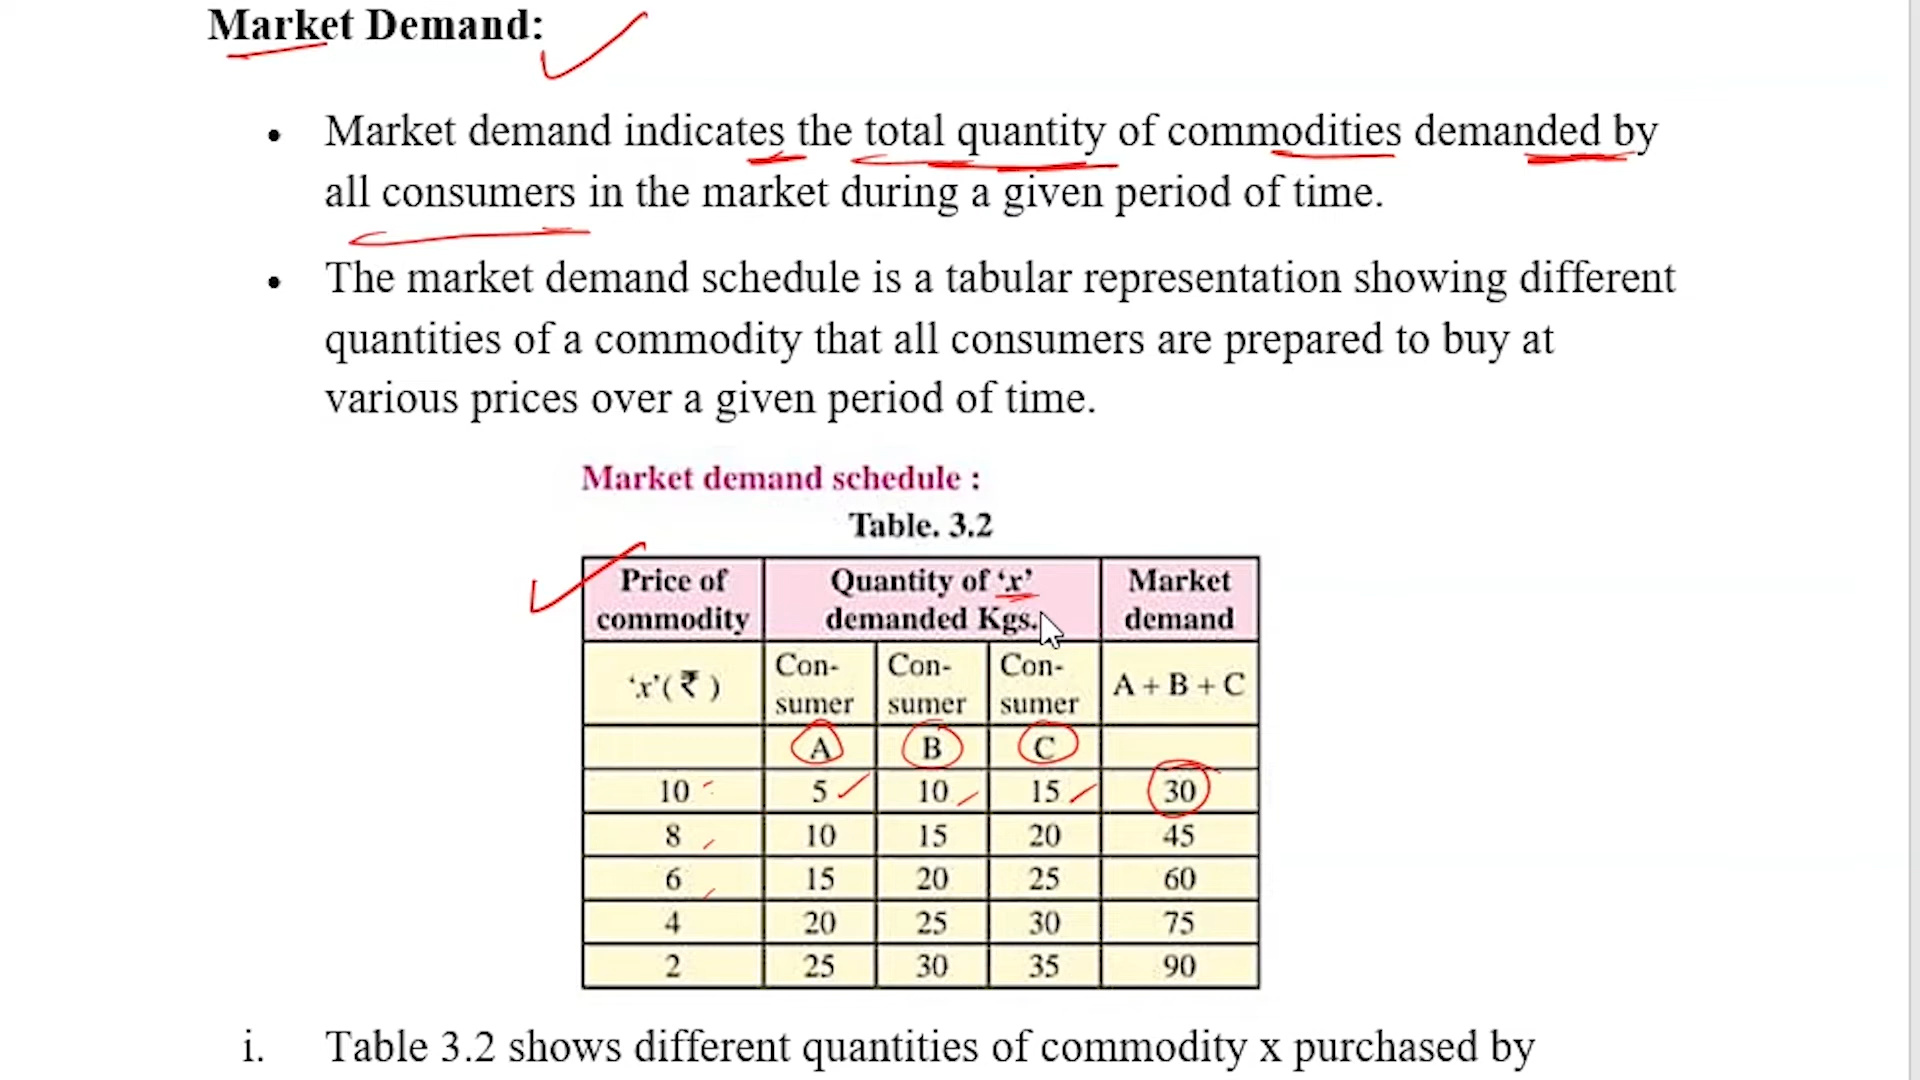 Market Demand:
• Market demand indicates the total quantity of commodities demanded by
all consumers in the market during a given period of time.
• The market demand schedule is a tabular representation showing different
quantities of a commodity that all consumers are prepared to buy at
various prices over a given period of time.
Market demand schedule :
Table. 3.2
Price of commodity | Quantity of ‘x’ demanded Kgs. | Market demand
‘x’(₹ ) | Con-sumer | Con-sumer | Con-sumer | A + B + C
A | B | C
10 | 5 | 10 | 15 | 30
8 | 10 | 15 | 20 | 45
6 | 15 | 20 | 25 | 60
4 | 20 | 25 | 30 | 75
2 | 25 | 30 | 35 | 90
i. Table 3.2 shows different quantities of commodity x purchased by